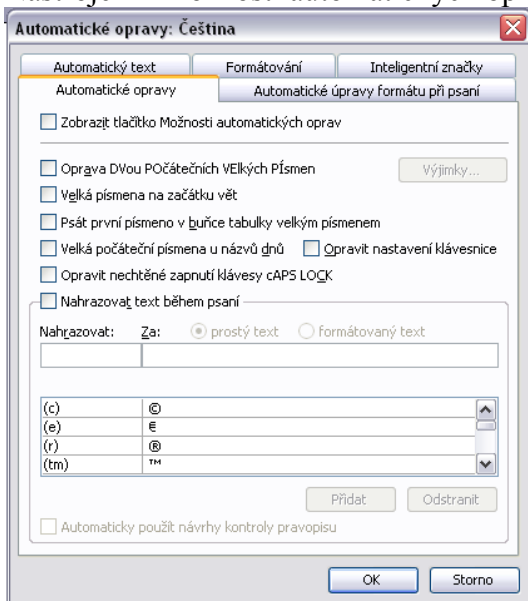 Automatické opravy: Čeština
Automatický text Formátování Inteligentní značky
Automatické opravy Automatické úpravy formátu při psaní
Zobrazit tlačítko Možnosti automatických oprav
Oprava DVou POčátečních VElkých PÍsmen Výjimky...
Velká písmena na začátku vět
Psát první písmeno v buňce tabulky velkým písmenem
Velká počáteční písmena u názvů dnů Opravit nastavení klávesnice
Opravit nechtěné zapnutí klávesy cAPS LOCK
Nahrazovat text během psaní
Nahrazovat: Za: prostý text formátovaný text
(c) ©
(e) €
(r) ®
(tm) ™
Přidat Odstranit
Automaticky použít návrhy kontroly pravopisu
OK Storno